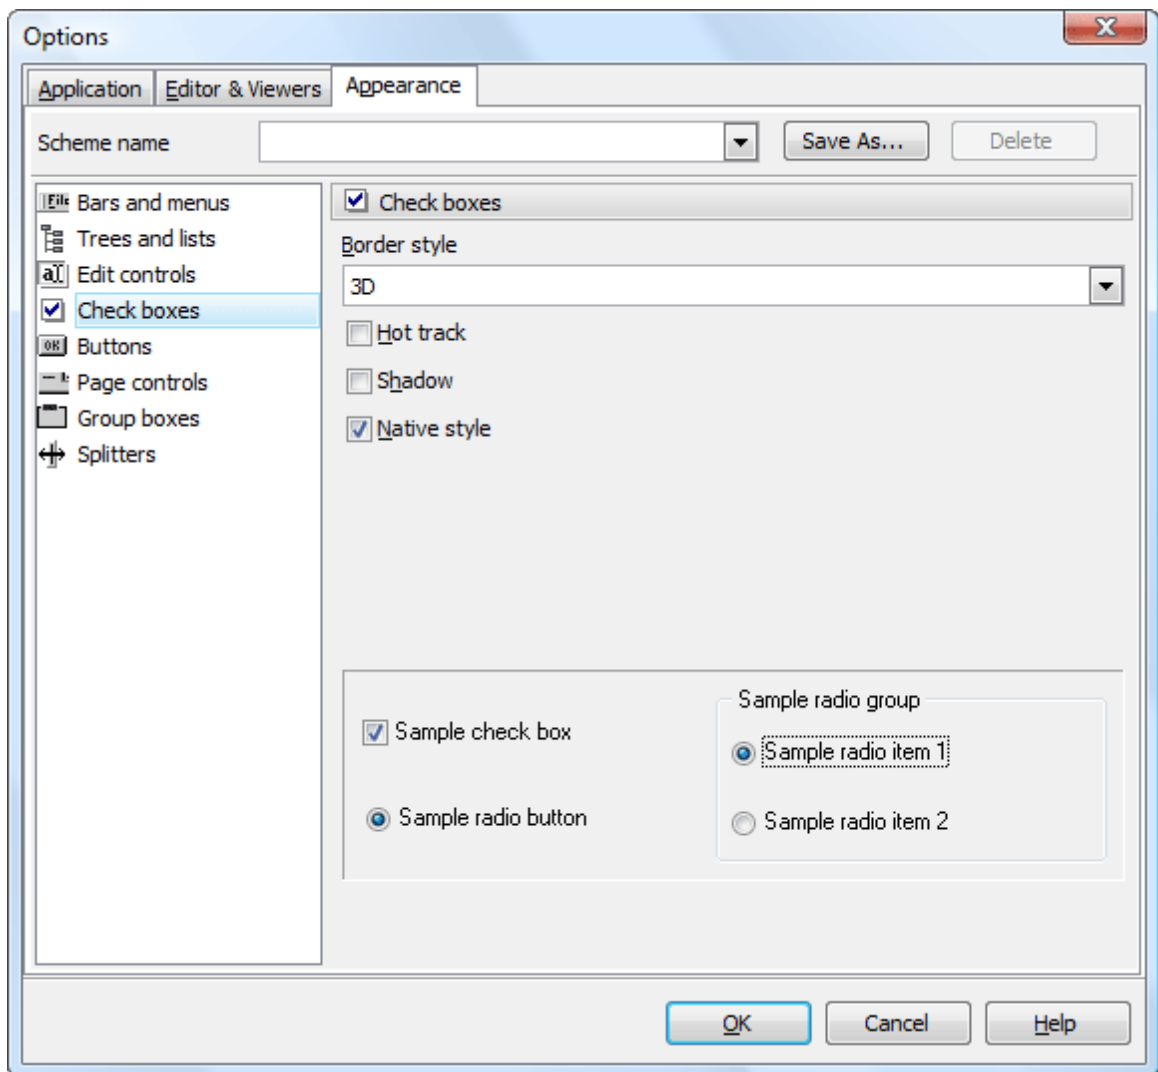 Options
Application Editor & Viewers Appearance
Scheme name Save As... Delete
Bars and menus
Trees and lists
Edit controls
Check boxes
Buttons
Page controls
Group boxes
Splitters
Check boxes
Border style
3D
Hot track
Shadow
Native style
Sample check box
Sample radio button
Sample radio group
Sample radio item 1
Sample radio item 2
OK Cancel Help